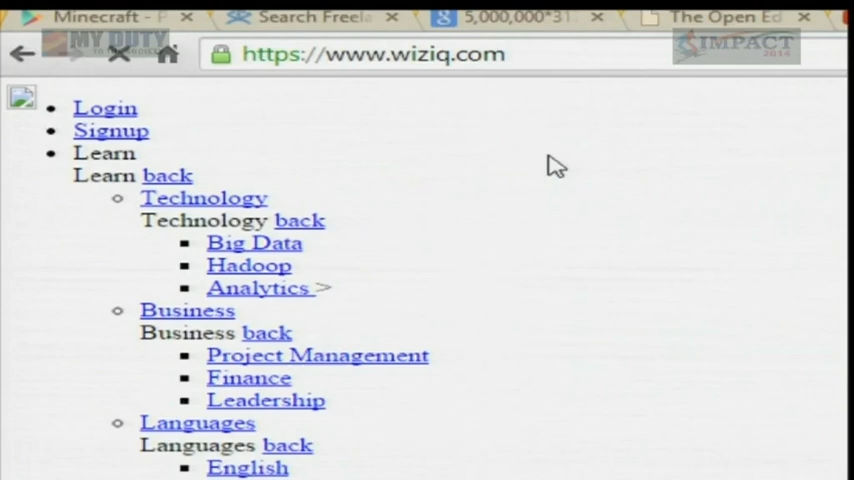 Minecraft - P
Search Freela
5,000,000*31
The Open Ed
MY DUTY
IMPACT
2014
https://www.wiziq.com
Login
Signup
Learn
Learn back
Technology
Technology back
Big Data
Hadoop
Analytics >
Business
Business back
Project Management
Finance
Leadership
Languages
Languages back
English